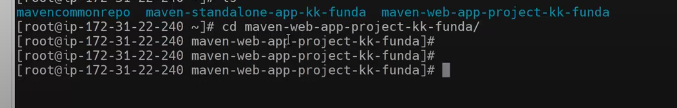 mavencommonrepo maven-standalone-app-kk-funda maven-web-app-project-kk-funda
[root@ip-172-31-22-240 ~]# cd maven-web-app-project-kk-funda/
[root@ip-172-31-22-240 maven-web-app-project-kk-funda]#
[root@ip-172-31-22-240 maven-web-app-project-kk-funda]#
[root@ip-172-31-22-240 maven-web-app-project-kk-funda]#